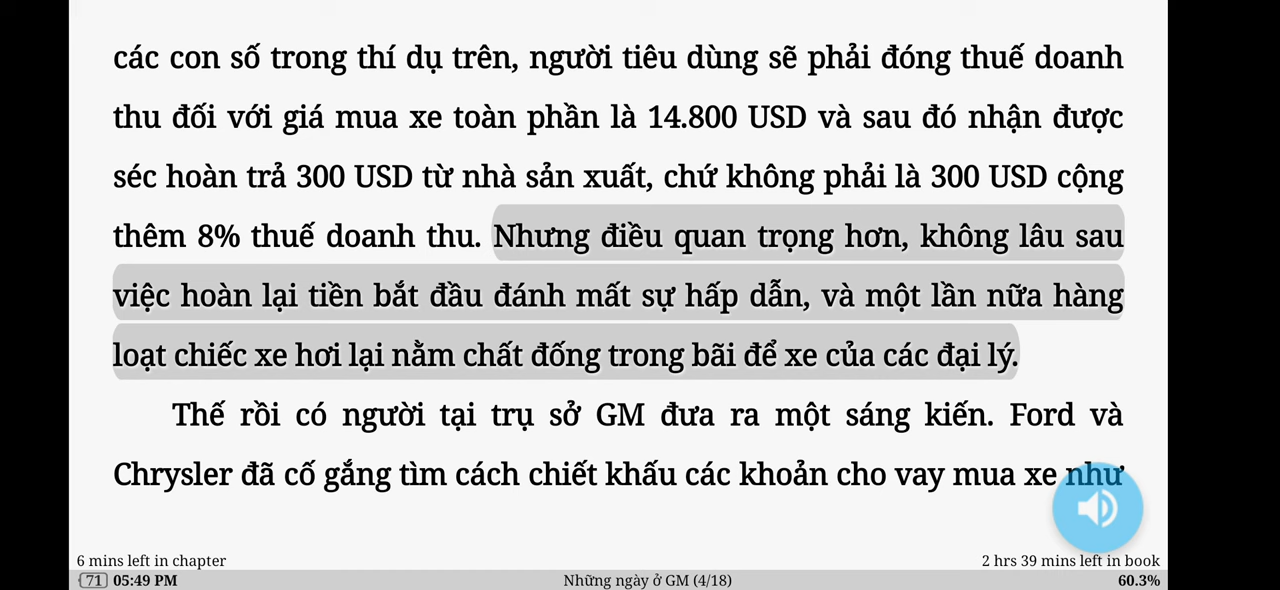 các con số trong thí dụ trên, người tiêu dùng sẽ phải đóng thuế doanh
thu đối với giá mua xe toàn phần là 14.800 USD và sau đó nhận được
séc hoàn trả 300 USD từ nhà sản xuất, chứ không phải là 300 USD cộng
thêm 8% thuế doanh thu. Nhưng điều quan trọng hơn, không lâu sau
việc hoàn lại tiền bắt đầu đánh mất sự hấp dẫn, và một lần nữa hàng
loạt chiếc xe hơi lại nằm chất đống trong bãi để xe của các đại lý.
Thế rồi có người tại trụ sở GM đưa ra một sáng kiến. Ford và
Chrysler đã cố gắng tìm cách chiết khấu các khoản cho vay mua xe như
6 mins left in chapter
2 hrs 39 mins left in book
71 05:49 PM
Những ngày ở GM (4/18)
60.3%